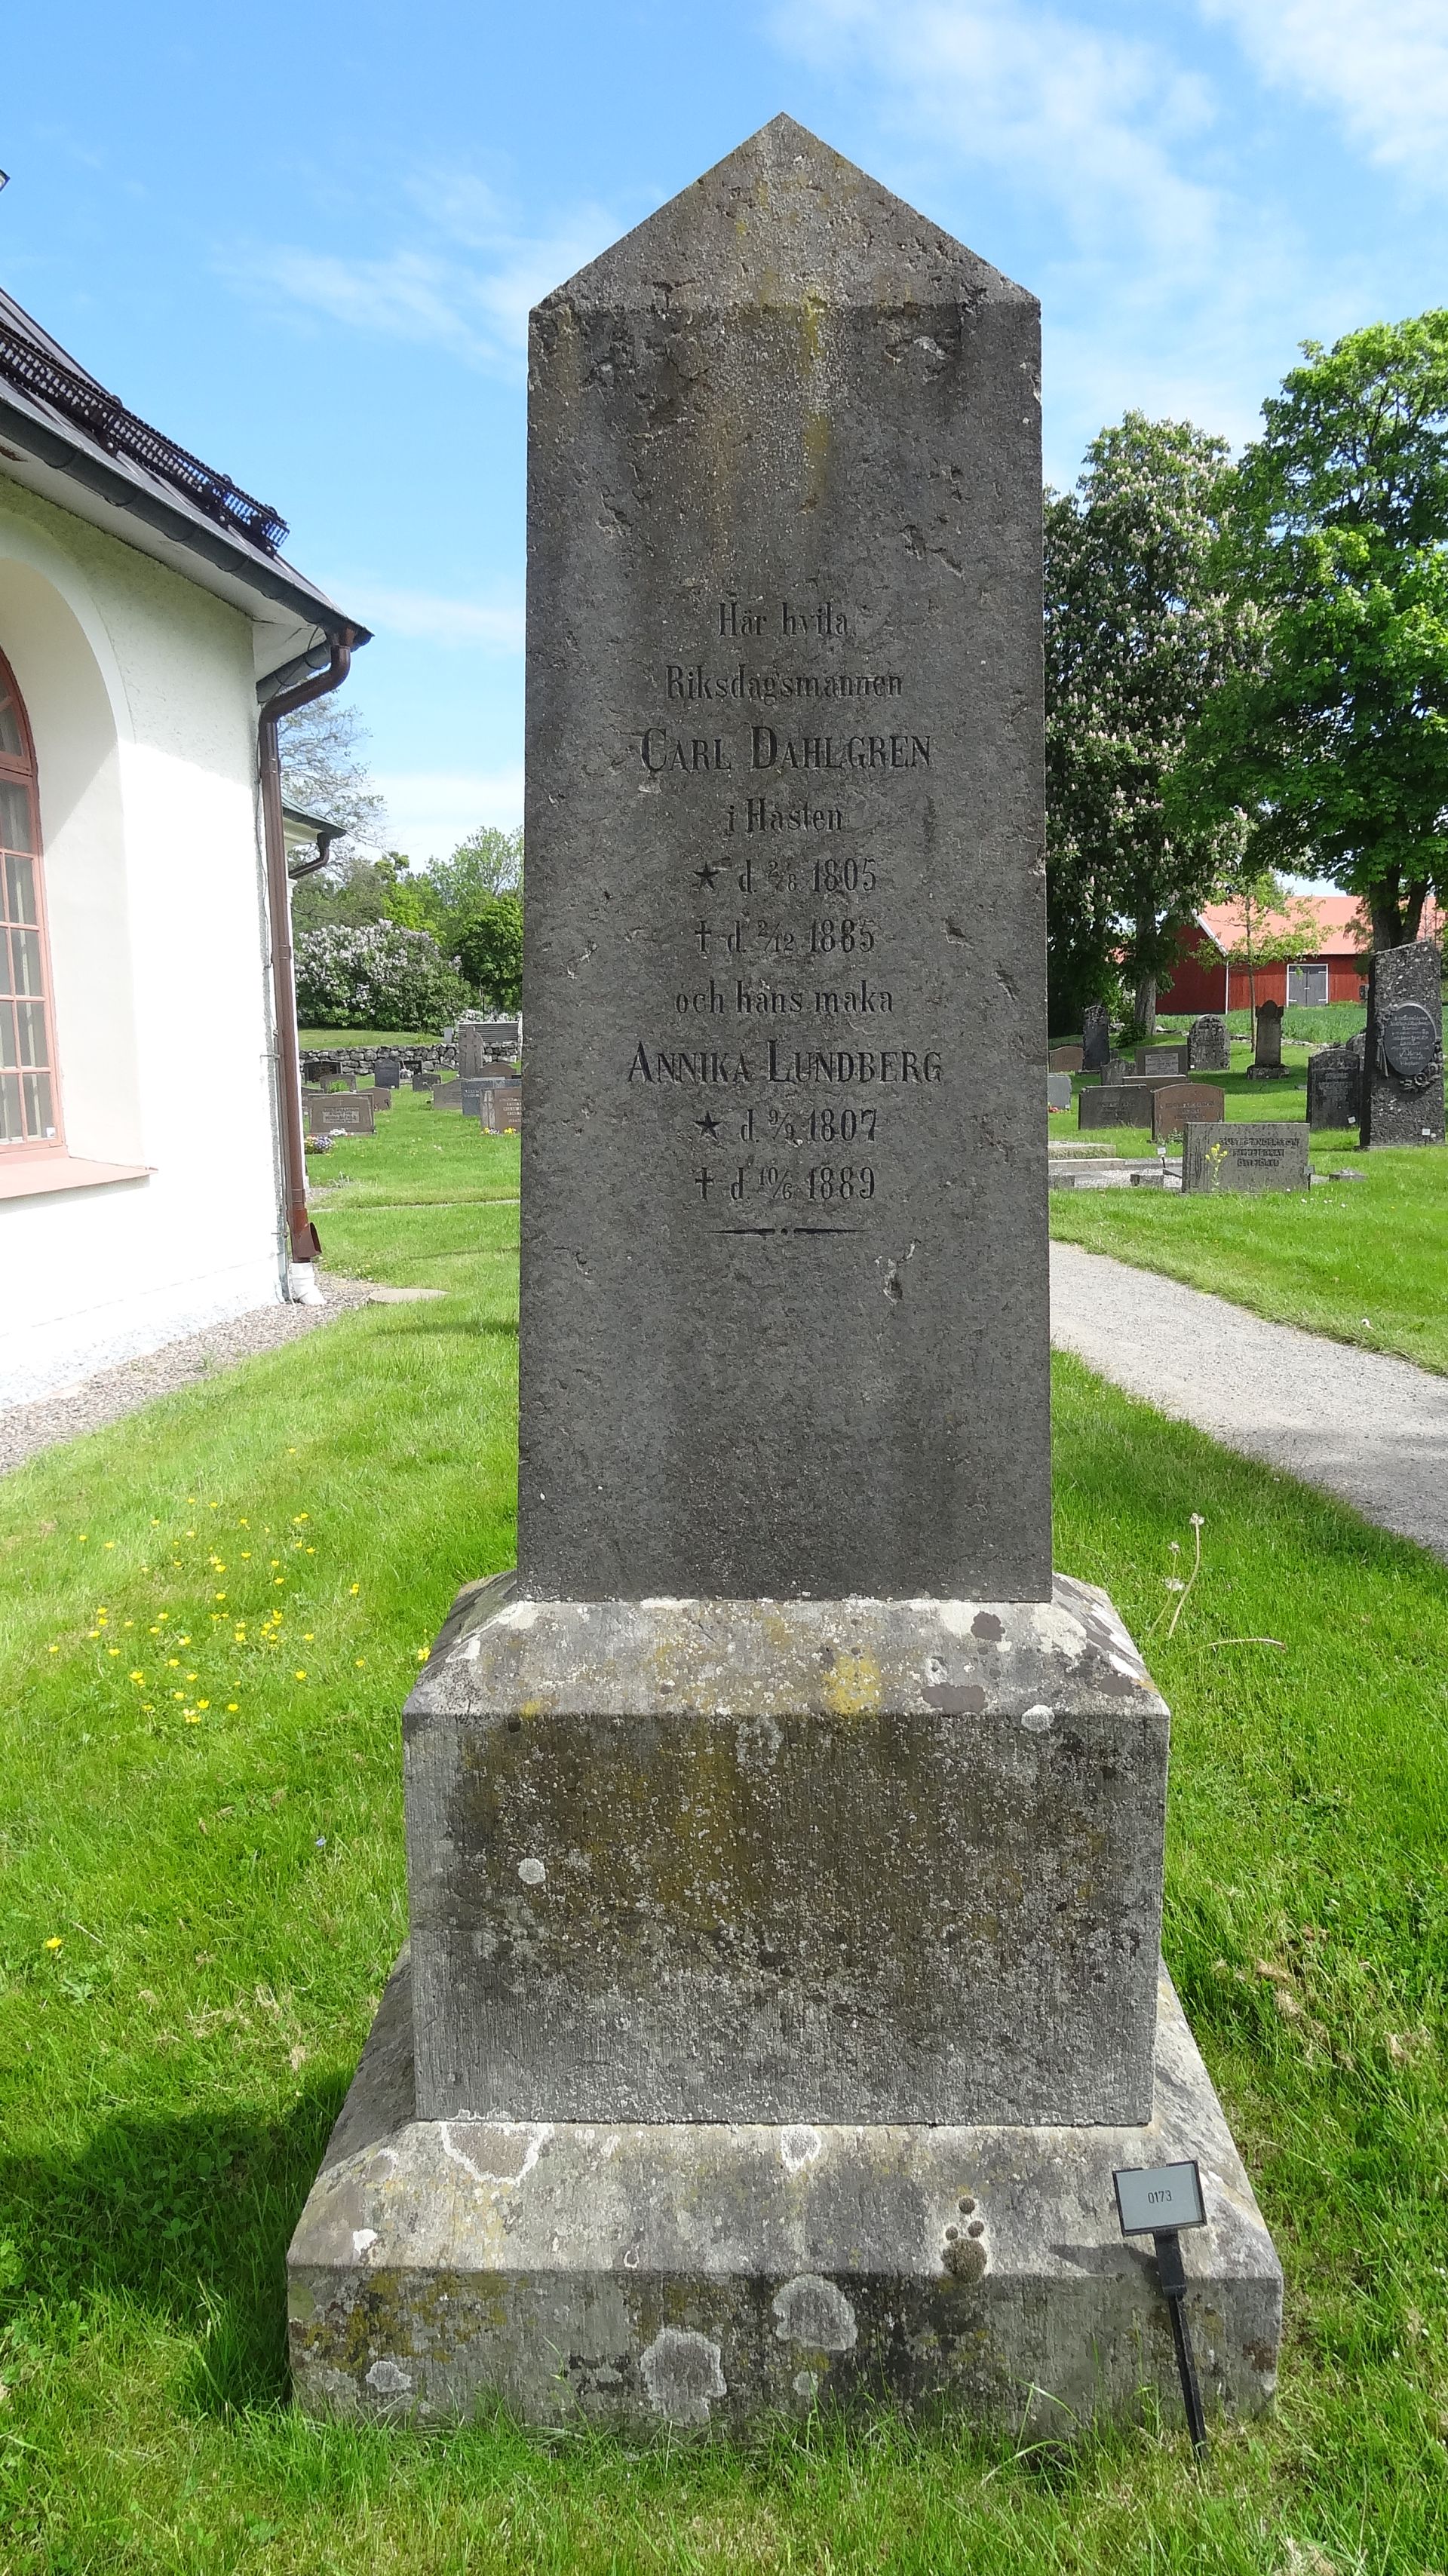 Här hvila
Riksdagsmannen
CARL DAHLGREN
i Hasten
★ d. 2/8 1805
† d. 2/12 1885
och hans maka
ANNIKA LUNDBERG
★ d. 9/9 1807
† d. 10/6 1889
0173